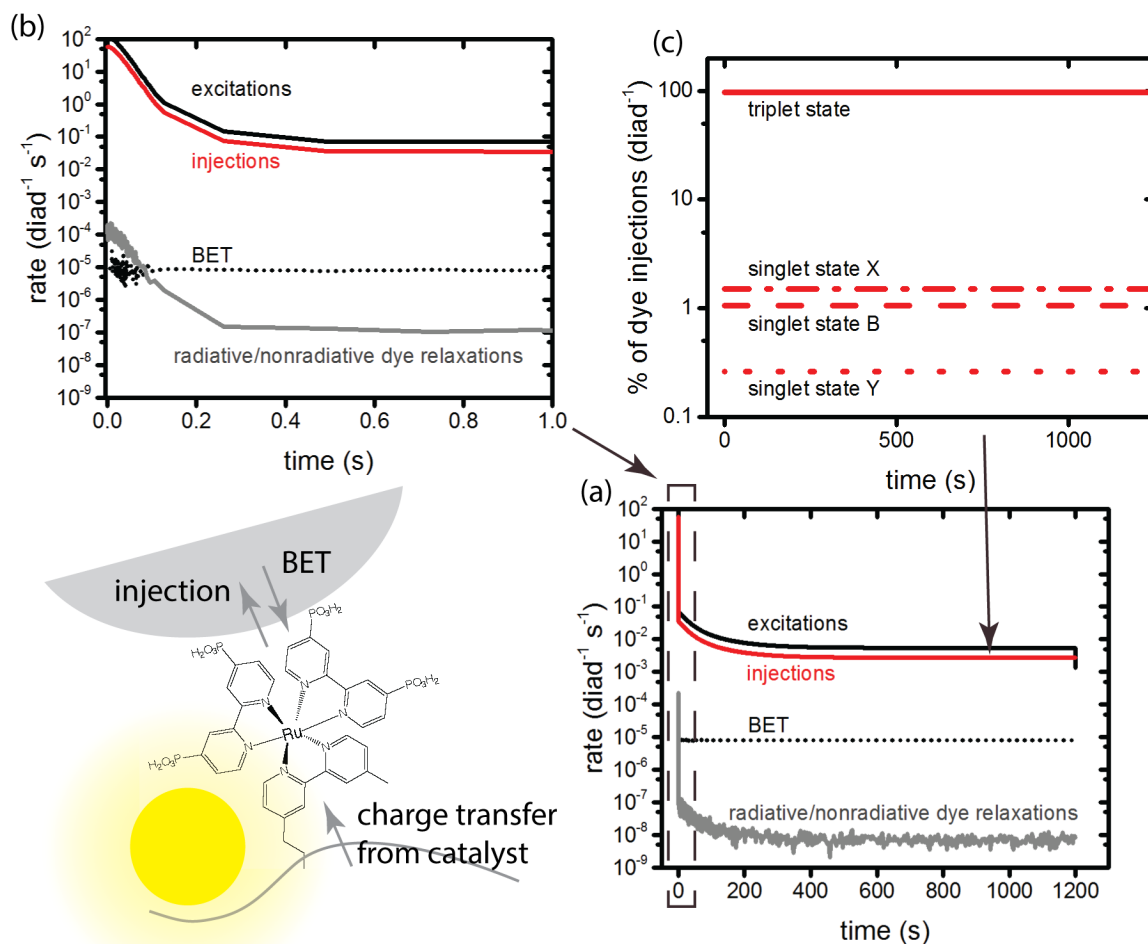 (b)
10²
10¹
10⁰
10⁻¹
10⁻²
10⁻³
10⁻⁴
10⁻⁵
10⁻⁶
10⁻⁷
10⁻⁸
10⁻⁹
rate (diad⁻¹ s⁻¹)
excitations
injections
BET
radiative/nonradiative dye relaxations
0.0 0.2 0.4 0.6 0.8 1.0
time (s)
(c)
100
10
1
0.1
% of dye injections (diad⁻¹)
triplet state
singlet state X
singlet state B
singlet state Y
0 500 1000
time (s)
injection
BET
PO₃H₂
H₂O₃P
PO₃H₂
H₂O₃P
N
N
N
N
N
N
Ru
charge transfer
from catalyst
(a)
10²
10¹
10⁰
10⁻¹
10⁻²
10⁻³
10⁻⁴
10⁻⁵
10⁻⁶
10⁻⁷
10⁻⁸
10⁻⁹
rate (diad⁻¹ s⁻¹)
excitations
injections
BET
radiative/nonradiative dye relaxations
0 200 400 600 800 1000 1200
time (s)